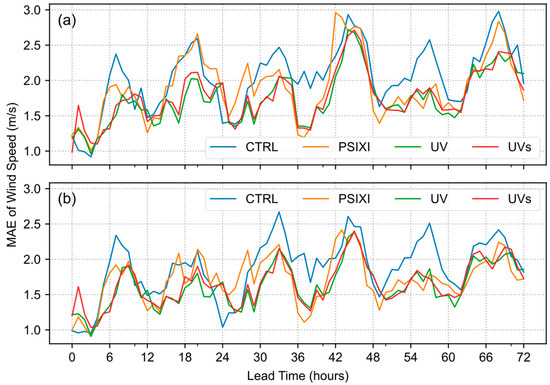 (a)
3.0
2.5
2.0
1.5
1.0
CTRL PSIXI UV UVs
MAE of Wind Speed (m/s)
(b)
CTRL PSIXI UV UVs
3.0
2.5
2.0
1.5
1.0
0 6 12 18 24 30 36 42 48 54 60 66 72
Lead Time (hours)